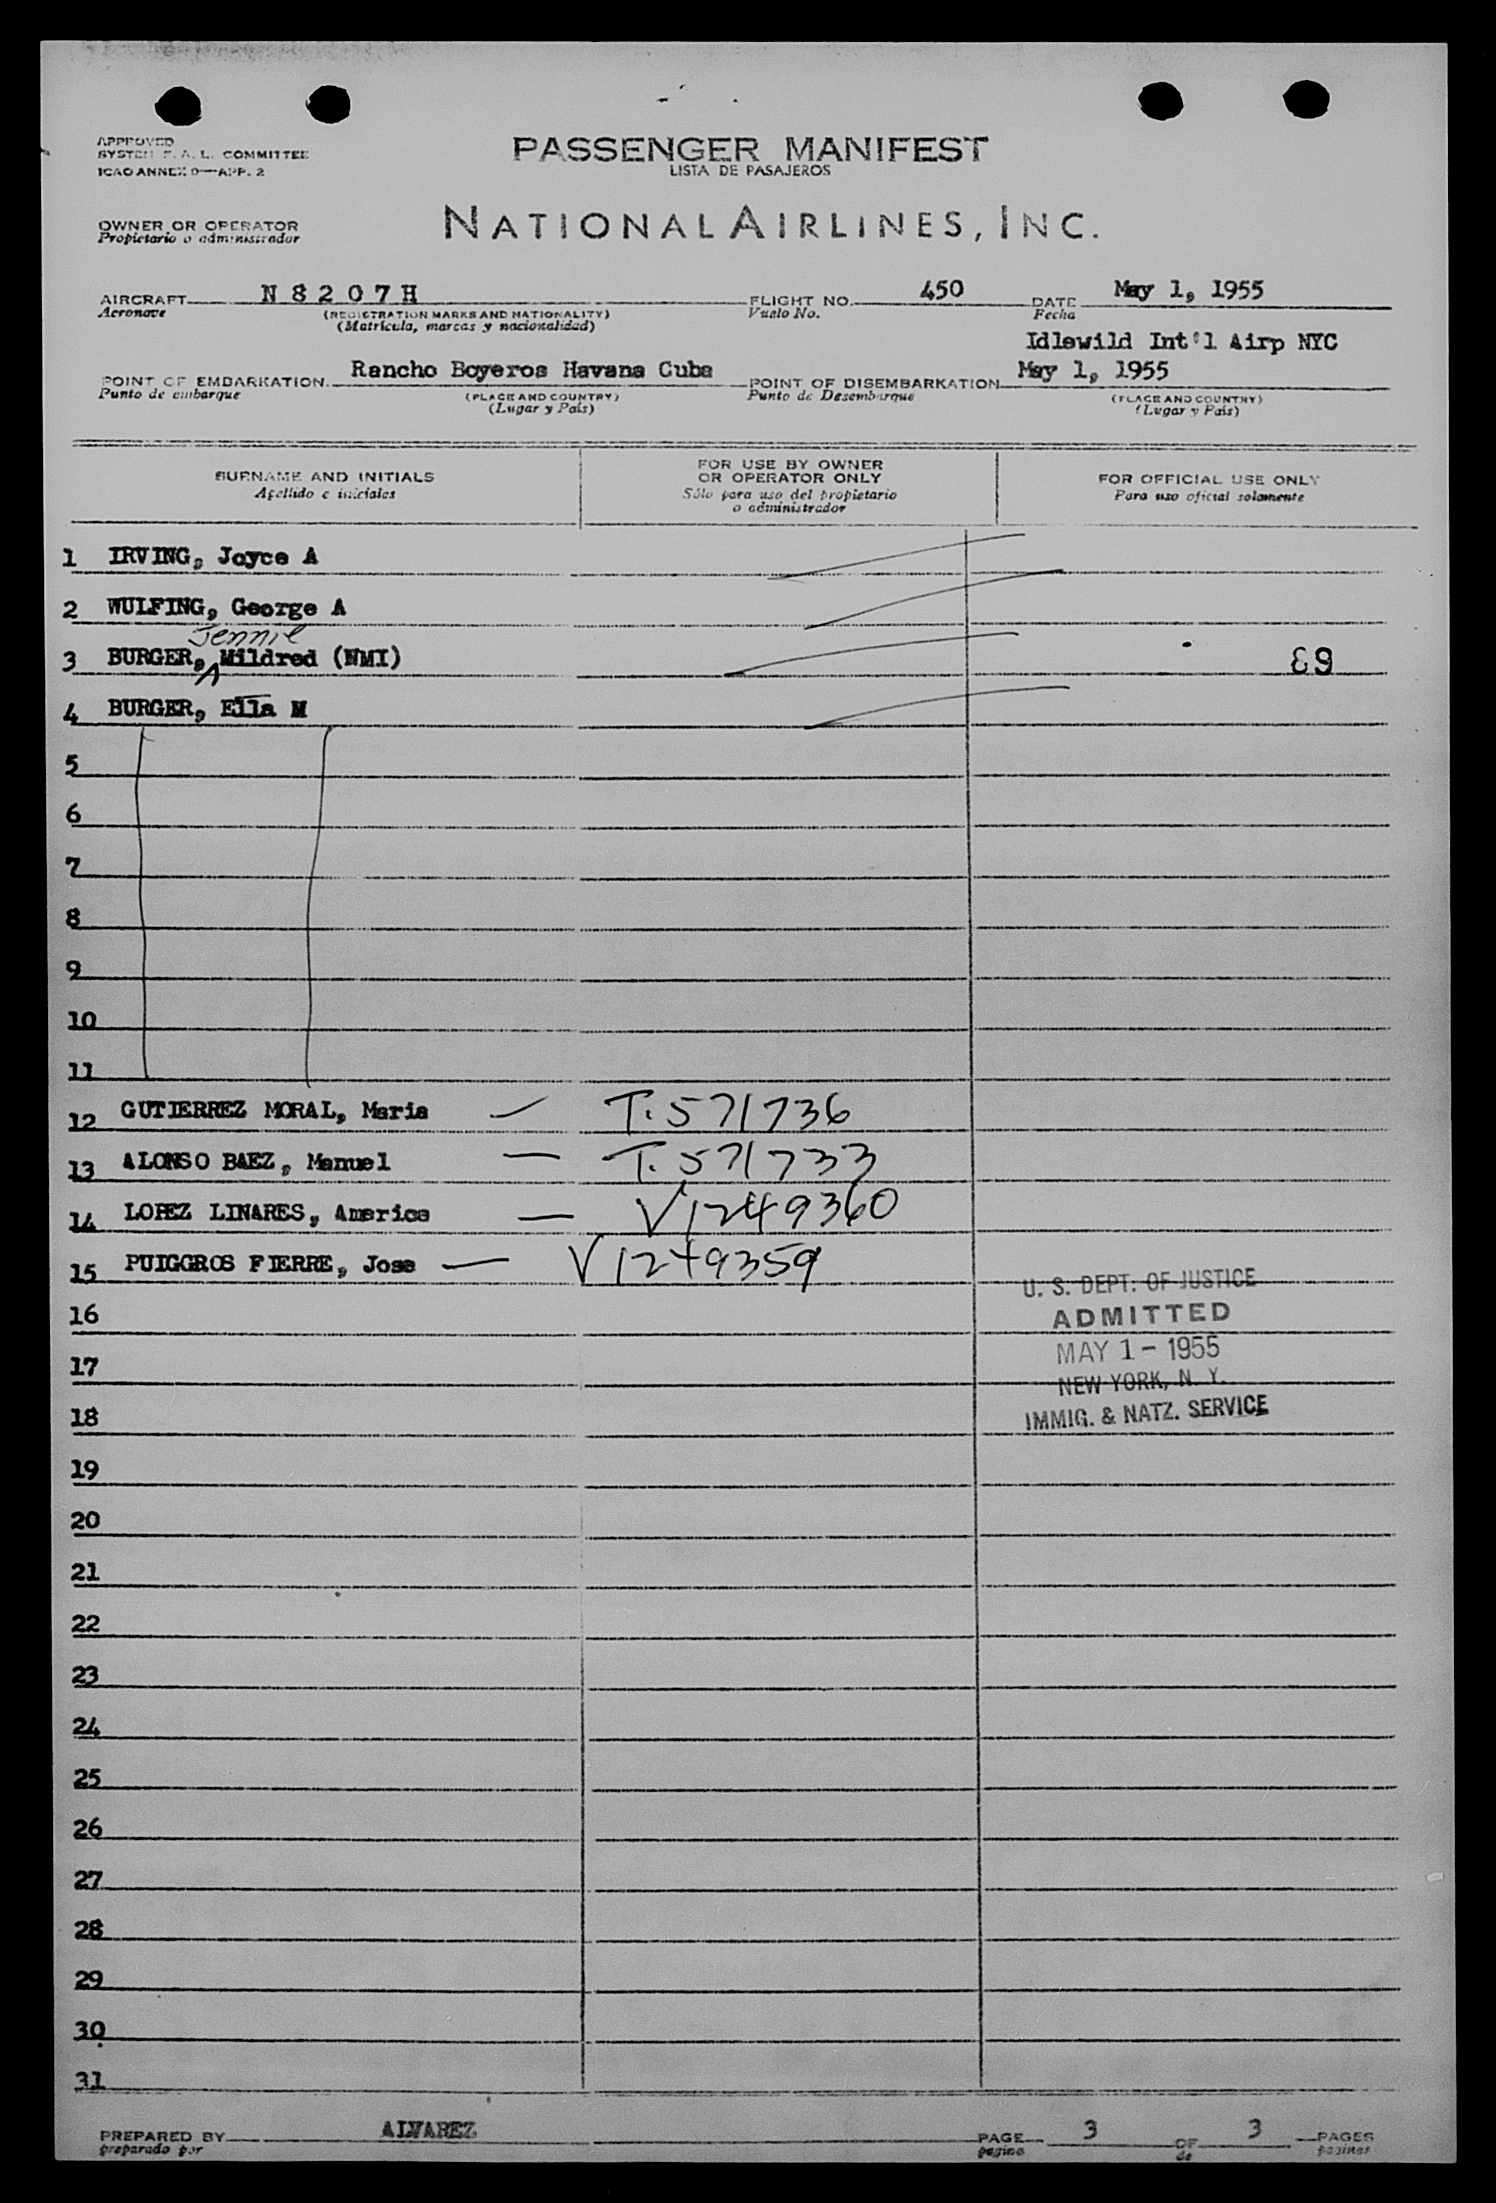 APPROVED
SYSTEM F. A. L. COMMITTEE
ICAO ANNEX 9—APP. 2
PASSENGER MANIFEST
LISTA DE PASAJEROS
OWNER OR OPERATOR
Propietario o administrador
NATIONAL AIRLINES, INC.
AIRCRAFT N 8 2 0 7 H FLIGHT NO. 450 DATE May 1, 1955
Aeronave (REGISTRATION MARKS AND NATIONALITY) Vuelo No. Fecha
(Matrícula, marcas y nacionalidad)
Idlewild Int'l Airp NYC
POINT OF EMBARKATION Rancho Boyeros Havana Cuba POINT OF DISEMBARKATION May 1, 1955
Punto de embarque (PLACE AND COUNTRY) Punto de Desembarque (PLACE AND COUNTRY)
(Lugar y País) (Lugar y País)
SURNAME AND INITIALS
Apellido e iniciales
FOR USE BY OWNER
OR OPERATOR ONLY
Sólo para uso del propietario
o administrador
FOR OFFICIAL USE ONLY
Para uso oficial solamente
1 IRVING, Joyce A
2 WULFING, George A
Jennie
3 BURGER, Mildred (NMI) 89
4 BURGER, Ella M
5
6
7
8
9
10
11
12 GUTIERREZ MORAL, Maria — T. 571736
13 ALONSO BAEZ, Manuel — T. 571733
14 LOPEZ LINARES, America — V1249360
15 PUIGGROS FIERRE, Jose — V1249359
U. S. DEPT. OF JUSTICE
16
ADMITTED
17
MAY 1 - 1955
NEW YORK, N. Y.
18
IMMIG. & NATZ. SERVICE
19
20
21
22
23
24
25
26
27
28
29
30
31
PREPARED BY ALVAREZ PAGE 3 OF 3 PAGES
preparado por pagina de paginas